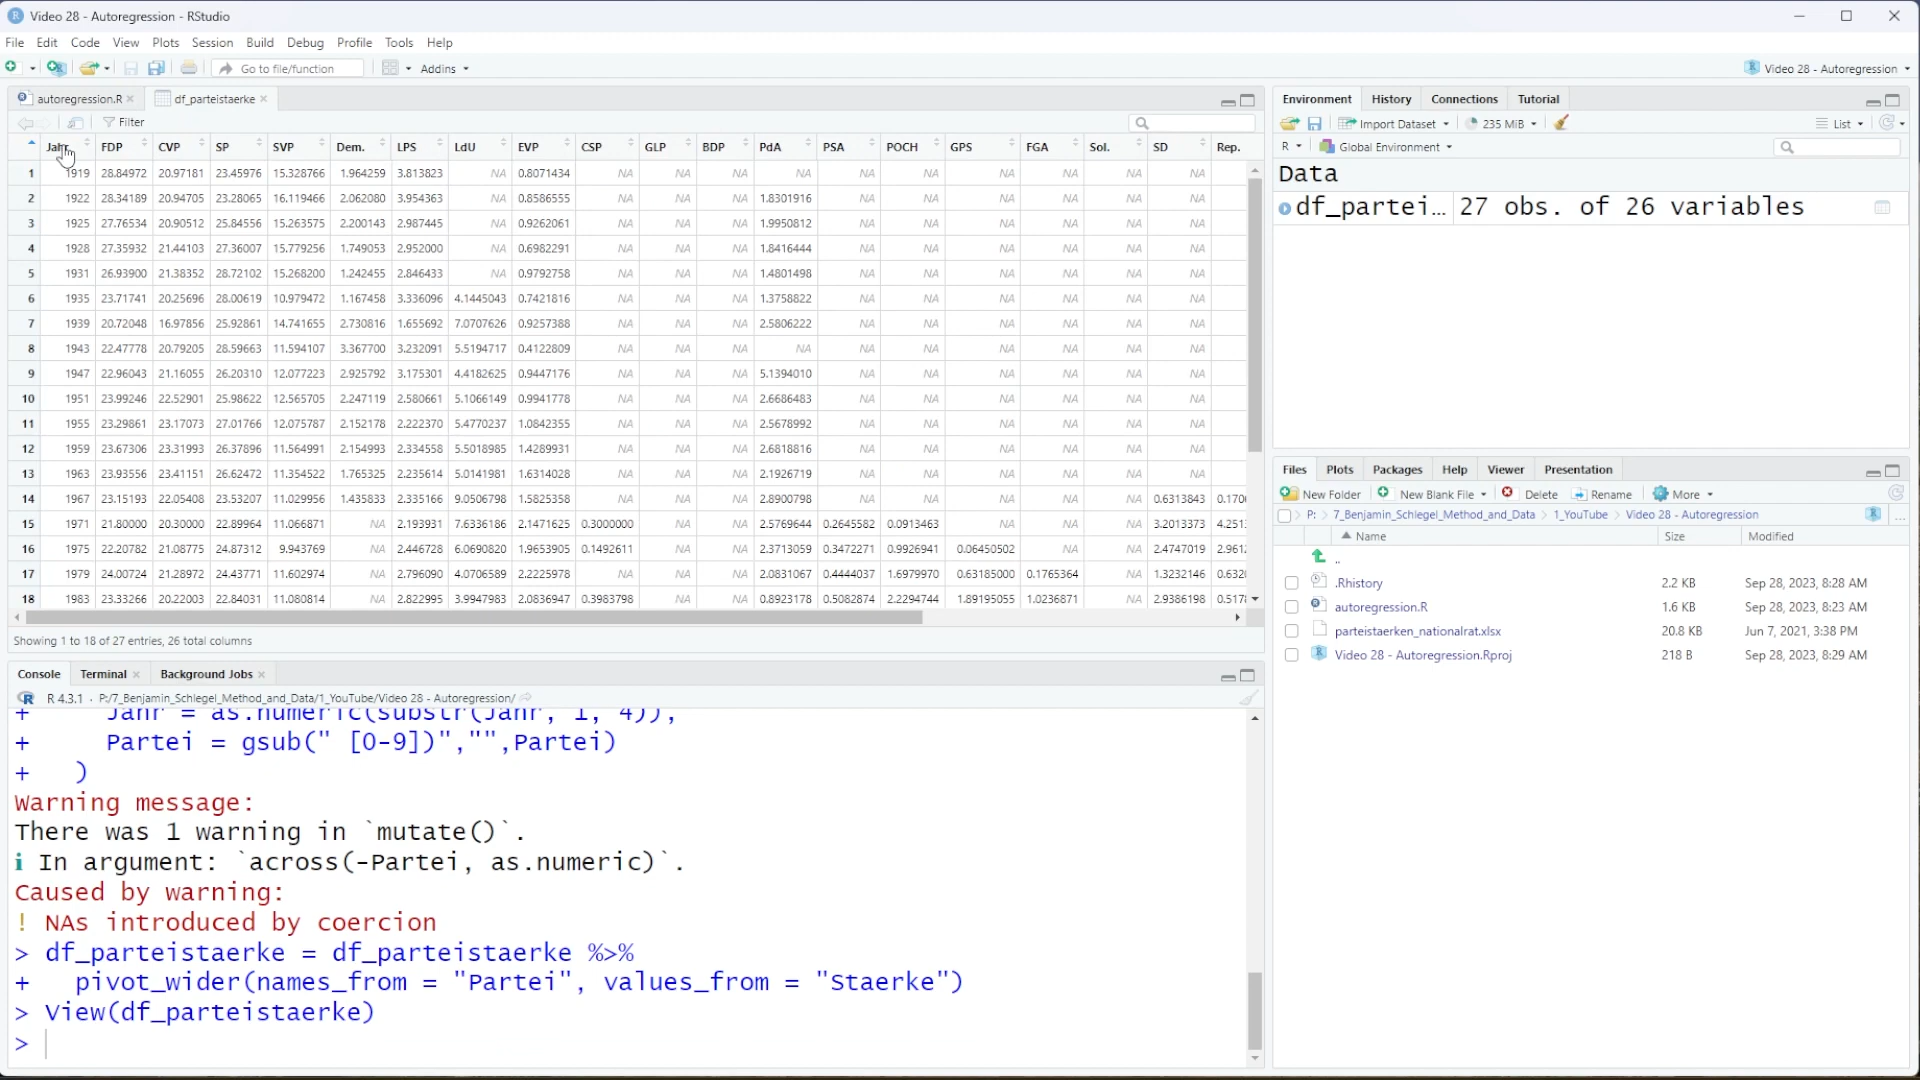 Video 28 - Autoregression - RStudio
File Edit Code View Plots Session Build Debug Profile Tools Help
Go to file/function Addins Video 28 - Autoregression
autoregression.R df_parteistaerke
Filter
Jahr FDP CVP SP SVP Dem. LPS LdU EVP CSP GLP BDP PdA PSA POCH GPS FGA Sol. SD Rep.
1 1919 28.84972 20.97181 23.45976 15.328766 1.964259 3.813823 NA 0.8071434 NA NA NA NA NA NA NA NA NA NA
2 1922 28.34189 20.94705 23.28065 16.119466 2.062080 3.954363 NA 0.8586555 NA NA NA 1.8301916 NA NA NA NA NA NA
3 1925 27.76534 20.90512 25.84556 15.263575 2.200143 2.987445 NA 0.9262061 NA NA NA 1.9950812 NA NA NA NA NA NA
4 1928 27.35932 21.44103 27.36007 15.779256 1.749053 2.952000 NA 0.6982291 NA NA NA 1.8416444 NA NA NA NA NA NA
5 1931 26.93900 21.38352 28.72102 15.268200 1.242455 2.846433 NA 0.9792758 NA NA NA 1.4801498 NA NA NA NA NA NA
6 1935 23.71741 20.25696 28.00619 10.979472 1.167458 3.336096 4.1445043 0.7421816 NA NA NA 1.3758822 NA NA NA NA NA NA
7 1939 20.72048 16.97856 25.92861 14.741655 2.730816 1.655692 7.0707626 0.9257388 NA NA NA 2.5806222 NA NA NA NA NA NA
8 1943 22.47778 20.79205 28.59663 11.594107 3.367700 3.232091 5.5194717 0.4122809 NA NA NA NA NA NA NA NA NA NA
9 1947 22.96043 21.16055 26.20310 12.077223 2.925792 3.175301 4.4182625 0.9447176 NA NA NA 5.1394010 NA NA NA NA NA NA
10 1951 23.99246 22.52901 25.98622 12.565705 2.247119 2.580661 5.1066149 0.9941778 NA NA NA 2.6686483 NA NA NA NA NA NA
11 1955 23.29861 23.17073 27.01766 12.075787 2.152178 2.222370 5.4770237 1.0842355 NA NA NA 2.5678992 NA NA NA NA NA NA
12 1959 23.67306 23.31993 26.37896 11.564991 2.154993 2.334558 5.5018985 1.4289931 NA NA NA 2.6818816 NA NA NA NA NA NA
13 1963 23.93556 23.41151 26.62472 11.354522 1.765325 2.235614 5.0141981 1.6314028 NA NA NA 2.1926719 NA NA NA NA NA NA
14 1967 23.15193 22.05408 23.53207 11.029956 1.435833 2.335166 9.0506798 1.5825358 NA NA NA 2.8900798 NA NA NA NA NA 0.6313843 0.170
15 1971 21.80000 20.30000 22.89964 11.066871 NA 2.193931 7.6336186 2.1471625 0.3000000 NA NA 2.5769644 0.2645582 0.0913463 NA NA NA 3.2013373 4.251
16 1975 22.20782 21.08775 24.87312 9.943769 NA 2.446728 6.0690820 1.9653905 0.1492611 NA NA 2.3713059 0.3472271 0.9926941 0.06450502 NA NA 2.4747019 2.961
17 1979 24.00724 21.28972 24.43771 11.602974 NA 2.796090 4.0706589 2.2225978 NA NA NA 2.0831067 0.4444037 1.6979970 0.63185000 0.1765364 NA 1.3232146 0.632
18 1983 23.33266 20.22003 22.84031 11.080814 NA 2.822995 3.9947983 2.0836947 0.3983798 NA NA 0.8923178 0.5082874 2.2294744 1.89195055 1.0236871 NA 2.9386198 0.517
Showing 1 to 18 of 27 entries, 26 total columns
Console Terminal Background Jobs
R 4.3.1 · P:/7_Benjamin_Schlegel_Method_and_Data/1_YouTube/Video 28 - Autoregression/
+ Jahr = as.numeric(substr(Jahr, 1, 4)),
+ Partei = gsub(" [0-9])","",Partei)
+ )
Warning message:
There was 1 warning in `mutate()`.
i In argument: `across(-Partei, as.numeric)`.
Caused by warning:
! NAs introduced by coercion
> df_parteistaerke = df_parteistaerke %>%
+ pivot_wider(names_from = "Partei", values_from = "Staerke")
> View(df_parteistaerke)
>
Environment History Connections Tutorial
Import Dataset 235 MiB List
R Global Environment
Data
df_partei… 27 obs. of 26 variables
Files Plots Packages Help Viewer Presentation
New Folder New Blank File Delete Rename More
P: 7_Benjamin_Schlegel_Method_and_Data 1_YouTube Video 28 - Autoregression ...
Name Size Modified
..
.Rhistory 2.2 KB Sep 28, 2023, 8:28 AM
autoregression.R 1.6 KB Sep 28, 2023, 8:23 AM
parteistaerken_nationalrat.xlsx 20.8 KB Jun 7, 2021, 3:38 PM
Video 28 - Autoregression.Rproj 218 B Sep 28, 2023, 8:29 AM